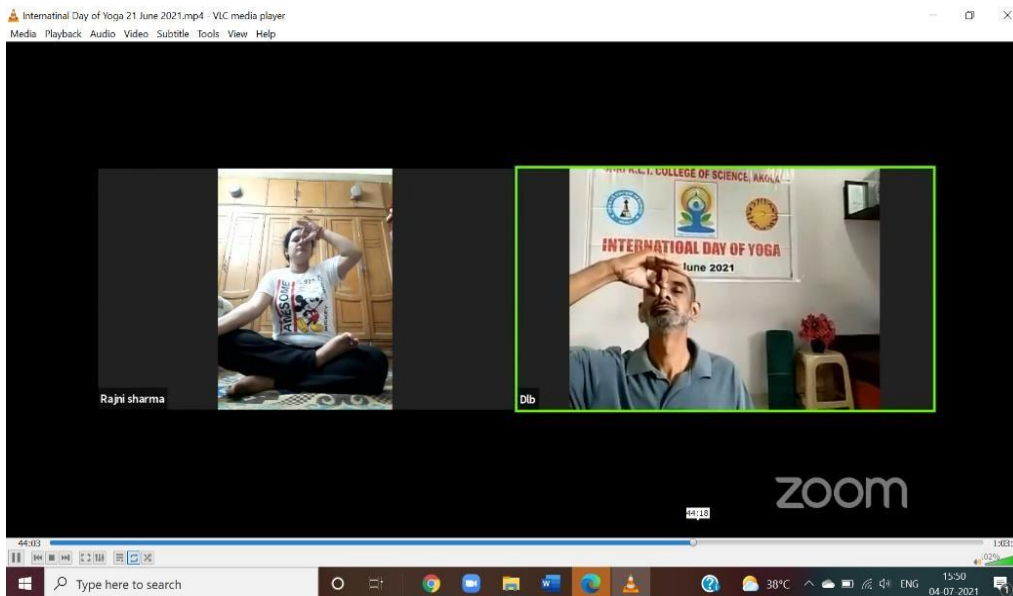 Internatinal Day of Yoga 21 June 2021.mp4 - VLC media player
Media Playback Audio Video Subtitle Tools View Help
COLLEGE OF SCIENCE, AKOLA
INTERNATIOAL DAY OF YOGA
June 2021
AWESOME
MICKEY
Rajni sharma
Dlb
zoom
44:18
44:03
1:03:
Type here to search
38°C
ENG
15:50
04-07-2021